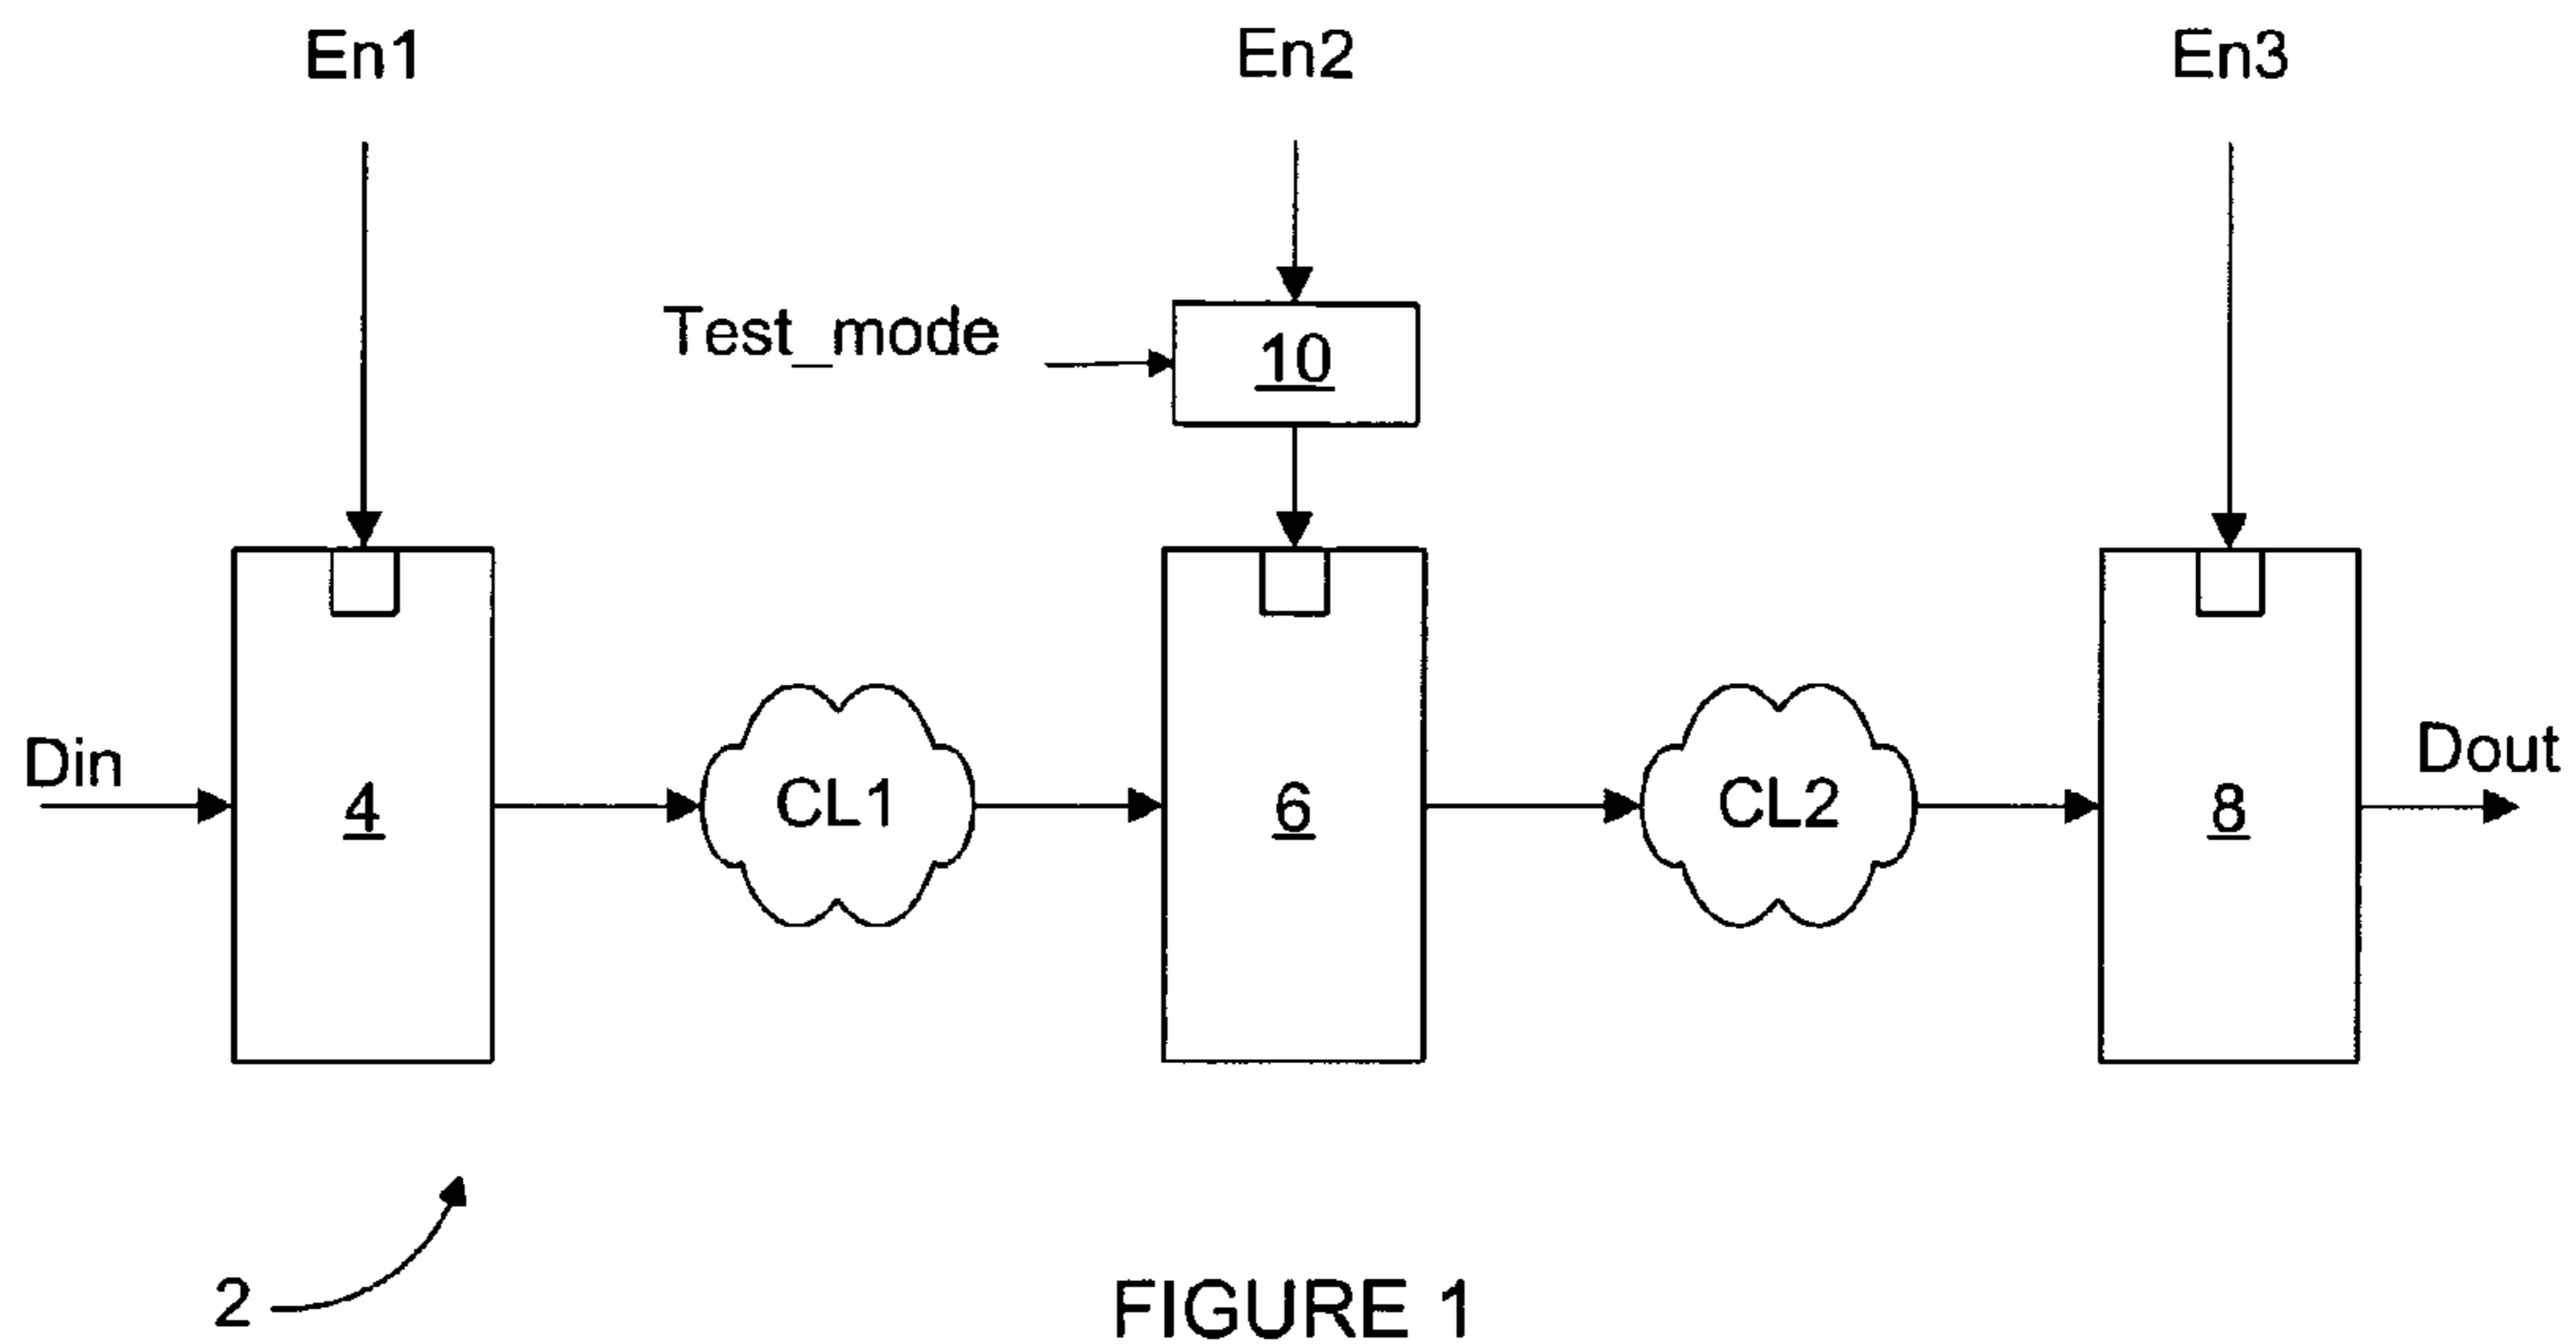 En1 En2 En3
Test_mode
10
Din Dout
4 CL1 6 CL2 8
2
FIGURE 1